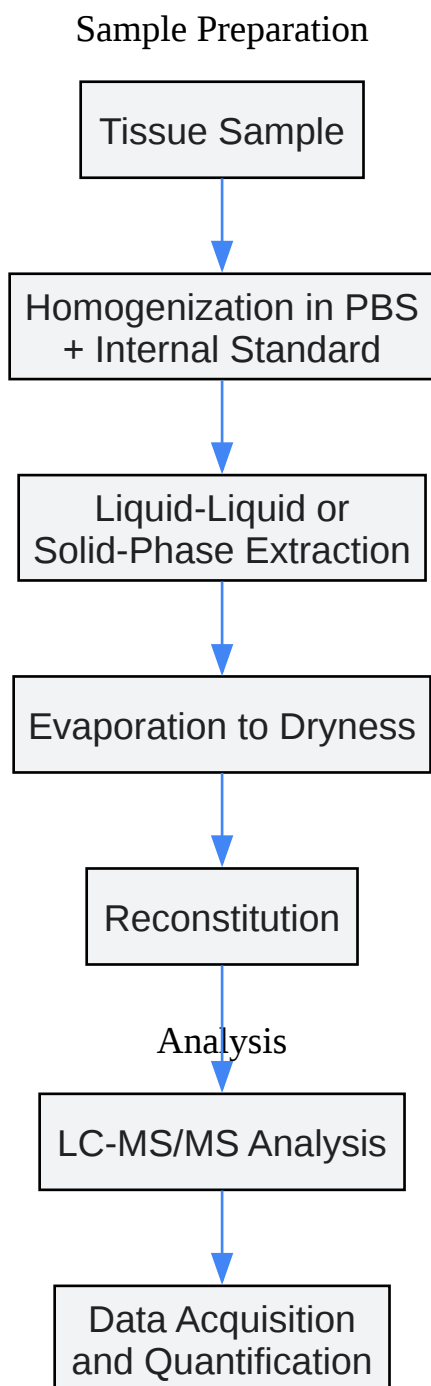 Sample Preparation
Tissue Sample
Homogenization in PBS
+ Internal Standard
Liquid-Liquid or
Solid-Phase Extraction
Evaporation to Dryness
Reconstitution
Analysis
LC-MS/MS Analysis
Data Acquisition
and Quantification